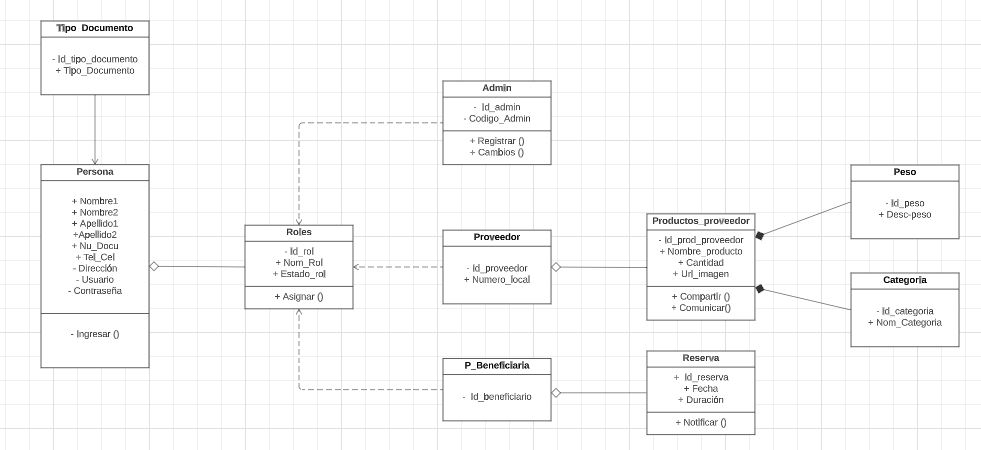 Tipo_Documento
- Id_tipo_documento
+ Tipo_Documento
Persona
+ Nombre1
+ Nombre2
+ Apellido1
+Apellido2
+ Nu_Docu
+ Tel_Cel
- Dirección
- Usuario
- Contraseña
- Ingresar ()
Roles
- Id_rol
+ Nom_Rol
+ Estado_rol
+ Asignar ()
Admin
- Id_admin
- Codigo_Admin
+ Registrar ()
+ Cambios ()
Proveedor
- Id_proveedor
+ Numero_local
P_Beneficiaria
- Id_beneficiario
Productos_proveedor
- Id_prod_proveedor
+ Nombre_producto
+ Cantidad
+ Url_imagen
+ Compartir ()
+ Comunicar()
Reserva
+ Id_reserva
+ Fecha
+ Duración
+ Notificar ()
Peso
- Id_peso
+ Desc-peso
Categoria
- Id_categoria
+ Nom_Categoria